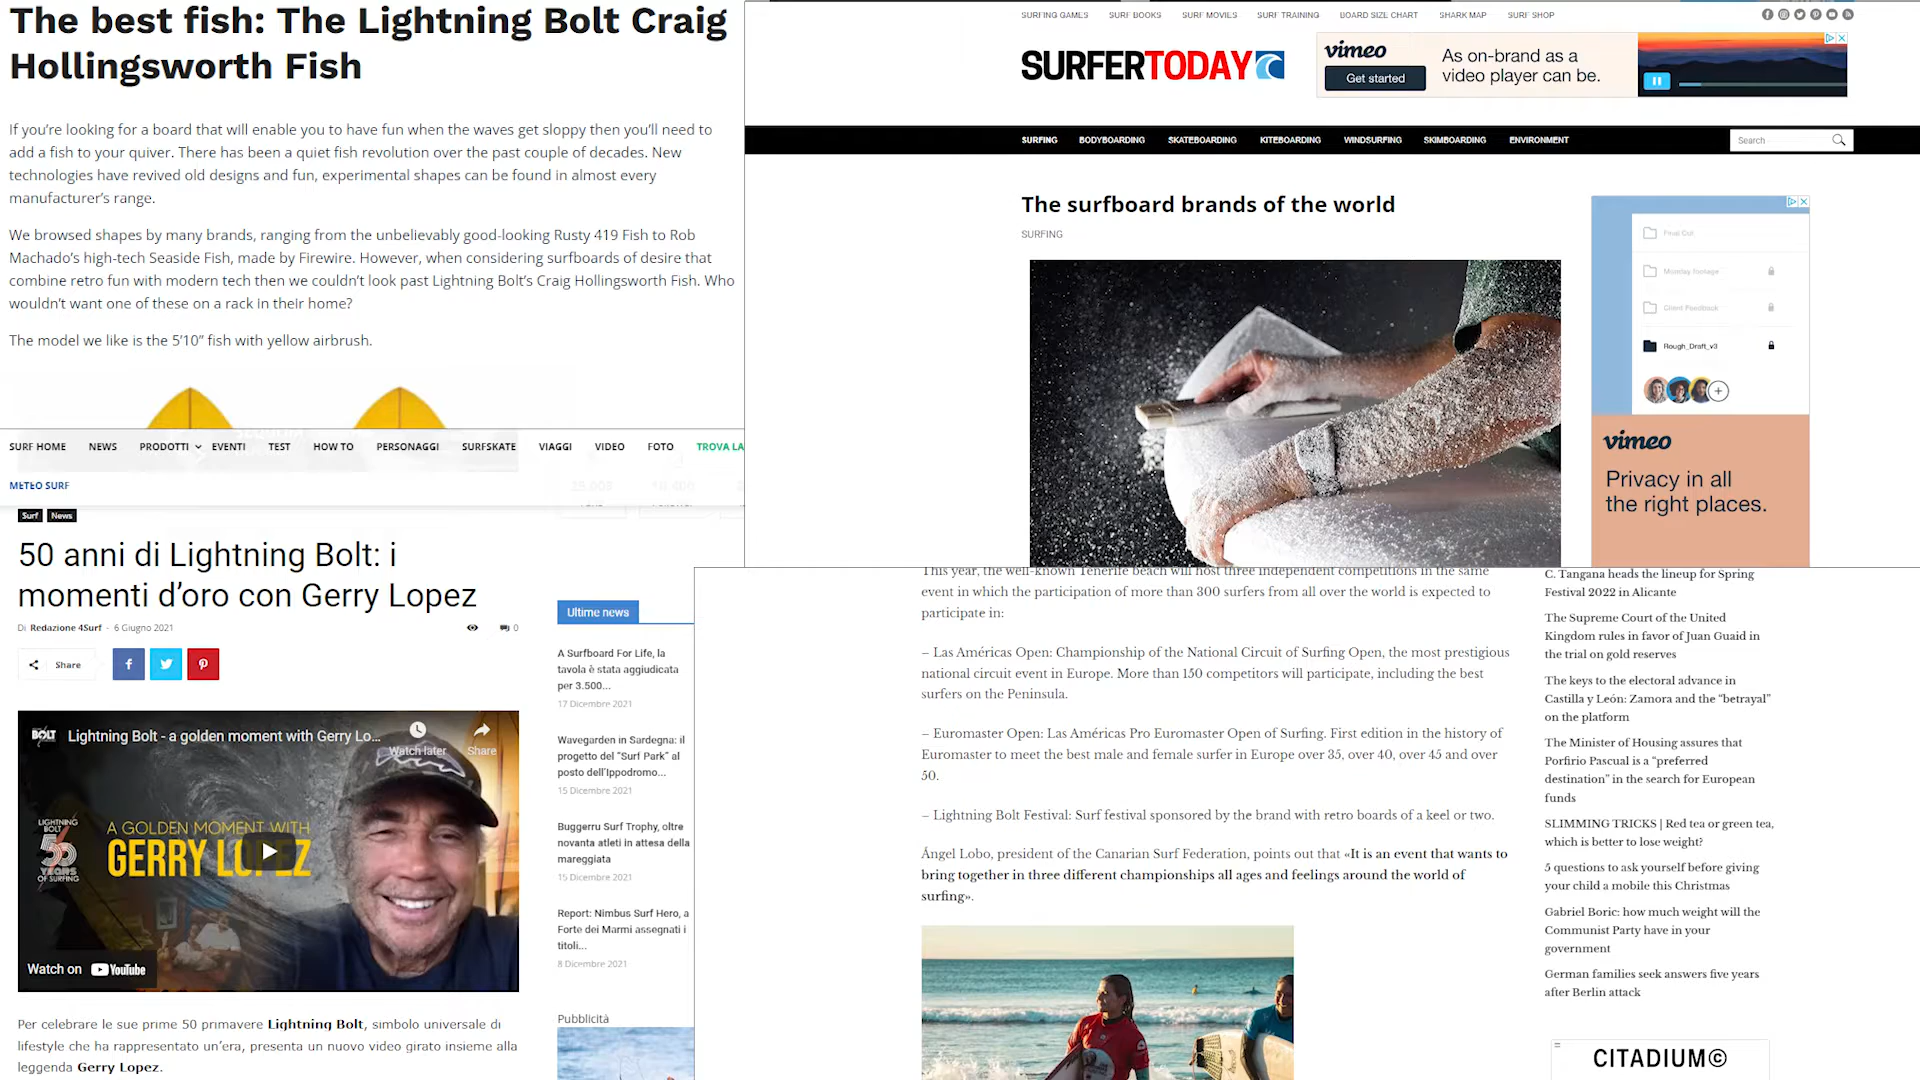 The best fish: The Lightning Bolt Craig
Hollingsworth Fish
If you're looking for a board that will enable you to have fun when the waves get sloppy then you'll need to
add a fish to your quiver. There has been a quiet fish revolution over the past couple of decades. New
technologies have revived old designs and fun, experimental shapes can be found in almost every
manufacturer's range.
We browsed shapes by many brands, ranging from the unbelievably good-looking Rusty 419 Fish to Rob
Machado's high-tech Seaside Fish, made by Firewire. However, when considering surfboards of desire that
combine retro fun with modern tech then we couldn't look past Lightning Bolt's Craig Hollingsworth Fish. Who
wouldn't want one of these on a rack in their home?
The model we like is the 5'10" fish with yellow airbrush.
SURF HOME NEWS PRODOTTI EVENTI TEST HOW TO PERSONAGGI SURFSKATE VIAGGI VIDEO FOTO TROVA LA
METEO SURF
Surf News
50 anni di Lightning Bolt: i
momenti d'oro con Gerry Lopez
Di Redazione 4Surf - 6 Giugno 2021
0
Share
BOLT Lightning Bolt - a golden moment with Gerry Lo...
Watch later Share
LIGHTNING
BOLT
YEARS
OF SURFING
A GOLDEN MOMENT WITH
GERRY LOPEZ
Watch on YouTube
Per celebrare le sue prime 50 primavere Lightning Bolt, simbolo universale di
lifestyle che ha rappresentato un'era, presenta un nuovo video girato insieme alla
leggenda Gerry Lopez.
Ultime news
A Surfboard For Life, la
tavola è stata aggiudicata
per 3.500...
17 Dicembre 2021
Wavegarden in Sardegna: il
progetto del "Surf Park" al
posto dell'Ippodromo...
15 Dicembre 2021
Buggerru Surf Trophy, oltre
novanta atleti in attesa della
mareggiata
15 Dicembre 2021
Report: Nimbus Surf Hero, a
Forte dei Marmi assegnati i
titoli...
8 Dicembre 2021
Pubblicità
SURFING GAMES SURF BOOKS SURF MOVIES SURF TRAINING BOARD SIZE CHART SHARK MAP SURF SHOP
SURFERTODAY
vimeo
Get started
As on-brand as a
video player can be.
SURFING BODYBOARDING SKATEBOARDING KITEBOARDING WINDSURFING SKIMBOARDING ENVIRONMENT
Search
The surfboard brands of the world
SURFING
Final Cut
Monday footage
Client Feedback
Rough_Draft_v3
vimeo
Privacy in all
the right places.
This year, the well-known Tenerife beach will host three independent competitions in the same
event in which the participation of more than 300 surfers from all over the world is expected to
participate in:
– Las Américas Open: Championship of the National Circuit of Surfing Open, the most prestigious
national circuit event in Europe. More than 150 competitors will participate, including the best
surfers on the Peninsula.
– Euromaster Open: Las Américas Pro Euromaster Open of Surfing. First edition in the history of
Euromaster to meet the best male and female surfer in Europe over 35, over 40, over 45 and over
50.
– Lightning Bolt Festival: Surf festival sponsored by the brand with retro boards of a keel or two.
Ángel Lobo, president of the Canarian Surf Federation, points out that «It is an event that wants to
bring together in three different championships all ages and feelings around the world of
surfing».
C. Tangana heads the lineup for Spring
Festival 2022 in Alicante
The Supreme Court of the United
Kingdom rules in favor of Juan Guaid in
the trial on gold reserves
The keys to the electoral advance in
Castilla y León: Zamora and the "betrayal"
on the platform
The Minister of Housing assures that
Porfirio Pascual is a "preferred
destination" in the search for European
funds
SLIMMING TRICKS | Red tea or green tea,
which is better to lose weight?
5 questions to ask yourself before giving
your child a mobile this Christmas
Gabriel Boric: how much weight will the
Communist Party have in your
government
German families seek answers five years
after Berlin attack
CITADIUM©